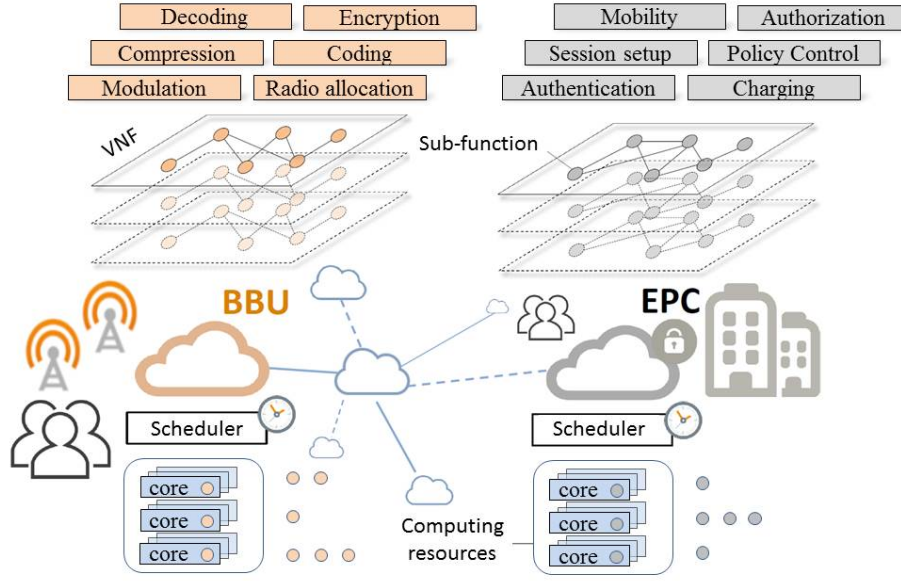 Decoding
Encryption
Mobility
Authorization
Compression
Coding
Session setup
Policy Control
Modulation
Radio allocation
Authentication
Charging
VNF
Sub-function
BBU
EPC
Scheduler
Scheduler
core
core
core
core
core
core
Computing
resources